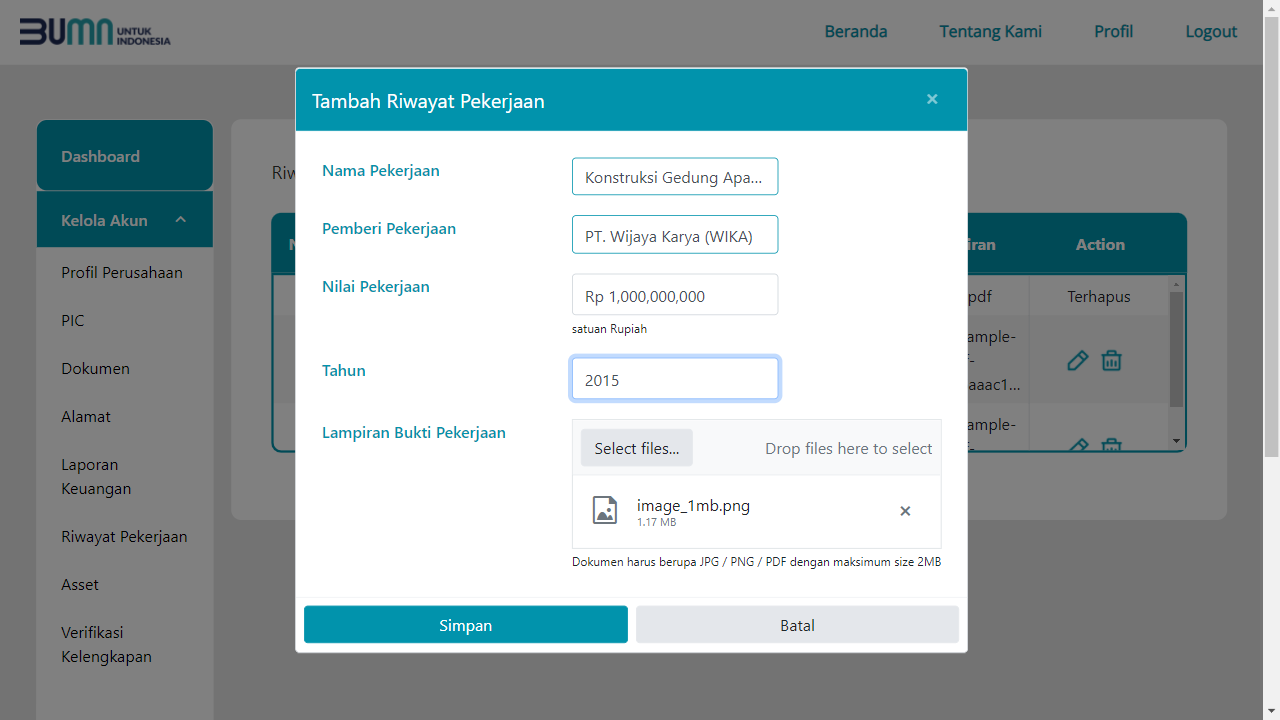 BUMN UNTUK
INDONESIA
Beranda
Tentang Kami
Profil
Logout
Tambah Riwayat Pekerjaan
×
Dashboard
Kelola Akun
Profil Perusahaan
PIC
Dokumen
Alamat
Laporan
Keuangan
Riwayat Pekerjaan
Asset
Verifikasi
Kelengkapan
Nama Pekerjaan
Konstruksi Gedung Apa...
Pemberi Pekerjaan
PT. Wijaya Karya (WIKA)
Nilai Pekerjaan
Rp 1,000,000,000
satuan Rupiah
Tahun
2015
Lampiran Bukti Pekerjaan
Select files...
Drop files here to select
image_1mb.png
1.17 MB
Dokumen harus berupa JPG / PNG / PDF dengan maksimum size 2MB
Simpan
Batal
Riw
iran
Action
pdf
Terhapus
ample-
aaac1...
ample-